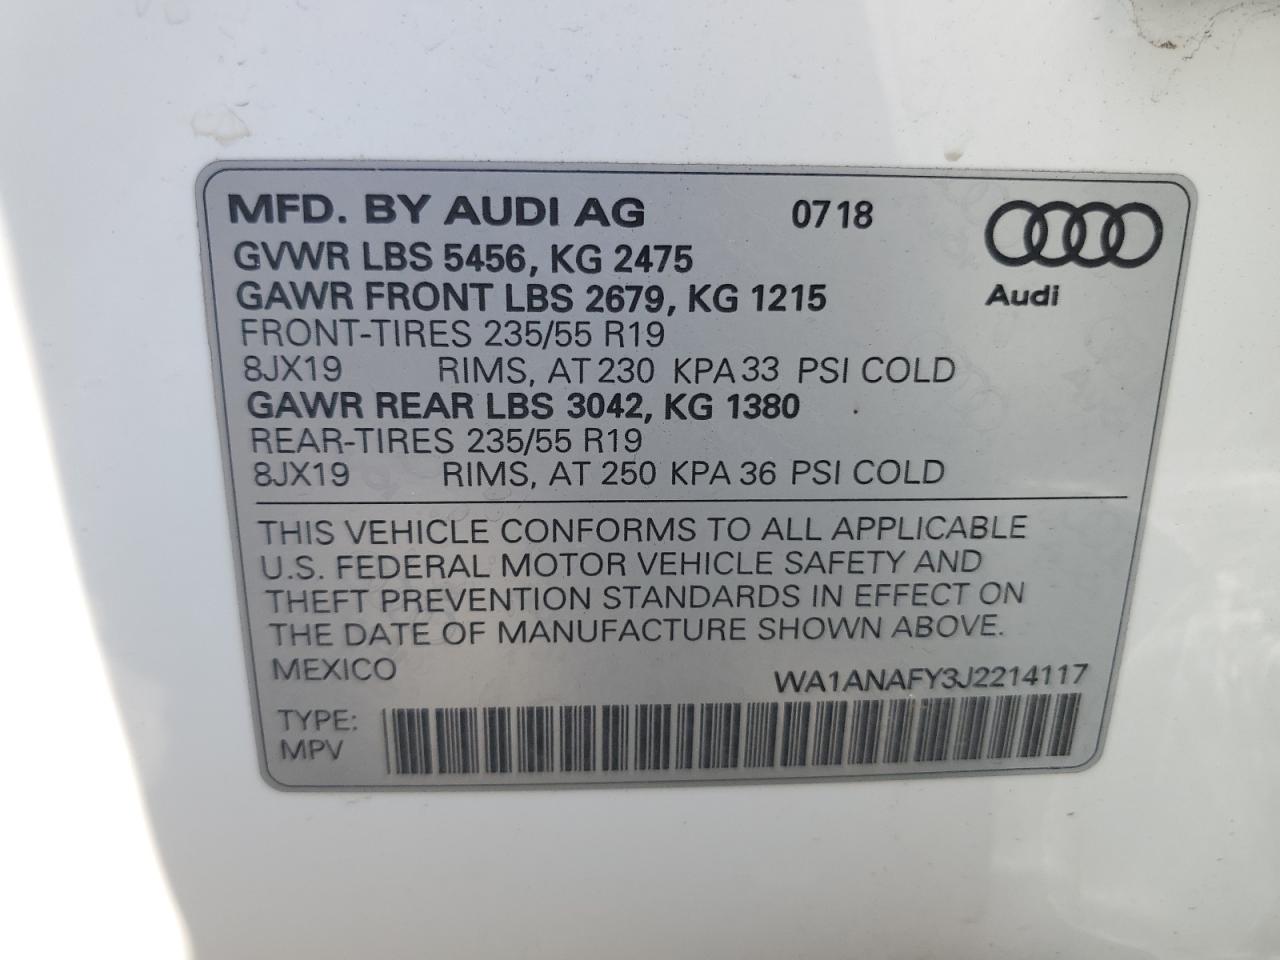 MFD. BY AUDI AG 0718
GVWR LBS 5456, KG 2475
GAWR FRONT LBS 2679, KG 1215
Audi
FRONT-TIRES 235/55 R19
8JX19 RIMS, AT 230 KPA 33 PSI COLD
GAWR REAR LBS 3042, KG 1380
REAR-TIRES 235/55 R19
8JX19 RIMS, AT 250 KPA 36 PSI COLD
THIS VEHICLE CONFORMS TO ALL APPLICABLE
U.S. FEDERAL MOTOR VEHICLE SAFETY AND
THEFT PREVENTION STANDARDS IN EFFECT ON
THE DATE OF MANUFACTURE SHOWN ABOVE.
MEXICO WA1ANAFY3J2214117
TYPE:
MPV